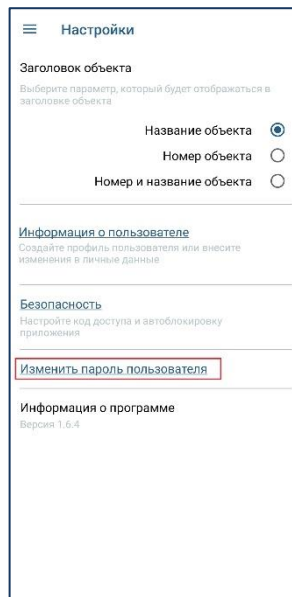 Настройки
Заголовок объекта
Выберите параметр, который будет отображаться в
заголовке объекта
Название объекта
Номер объекта
Номер и название объекта
Информация о пользователе
Создайте профиль пользователя или внесите
изменения в личные данные
Безопасность
Настройте код доступа и автоблокировку
приложения
Изменить пароль пользователя
Информация о программе
Версия 1.6.4